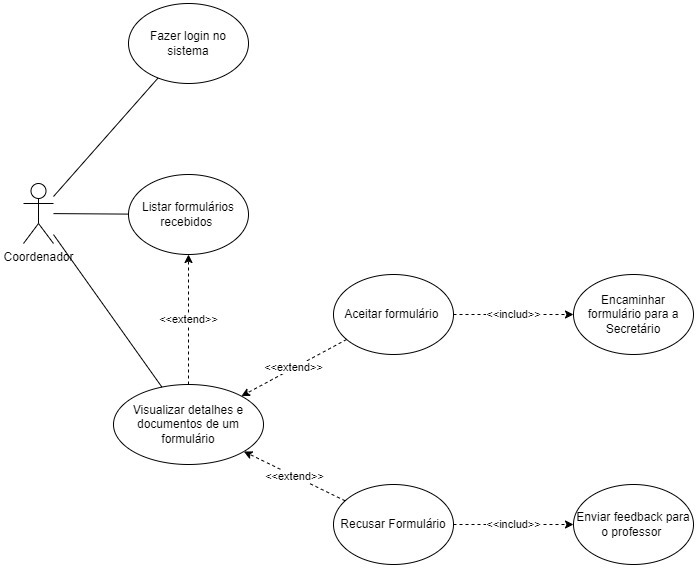 Fazer login no
sistema
Listar formulários
recebidos
Coordenador
<<extend>>
Aceitar formulário
<<includ>>
Encaminhar
formulário para a
Secretário
<<extend>>
Visualizar detalhes e
documentos de um
formulário
<<extend>>
Recusar Formulário
<<includ>>
Enviar feedback para
o professor